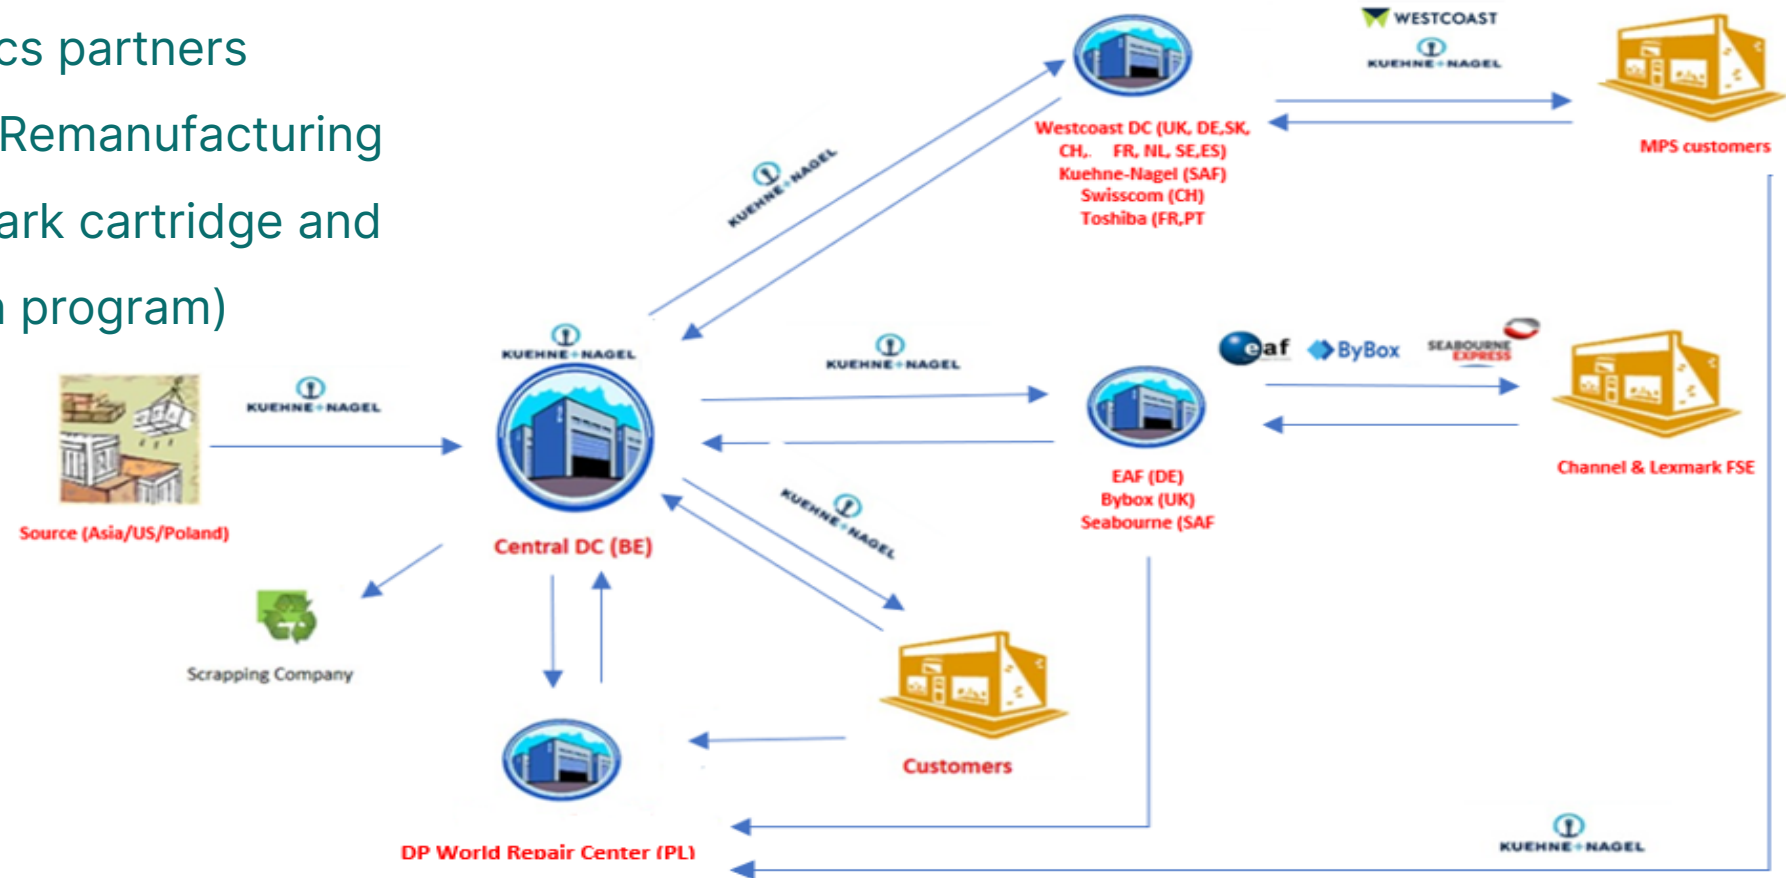 cs partners
Remanufacturing
ark cartridge and
program)
WESTCOAST
KUEHNE+NAGEL
MPS customers
Westcoast DC (UK, DE,SK,
CH,. FR, NL, SE,ES)
Kuehne-Nagel (SAF)
Swisscom (CH)
Toshiba (FR,PT
KUEHNE+NAGEL
KUEHNE+NAGEL
KUEHNE+NAGEL
KUEHNE+NAGEL
eaf
ByBox
SEABOURNE
EXPRESS
Source (Asia/US/Poland)
Central DC (BE)
EAF (DE)
Bybox (UK)
Seabourne (SAF
Channel & Lexmark FSE
KUEHNE+NAGEL
Scrapping Company
Customers
DP World Repair Center (PL)
KUEHNE+NAGEL